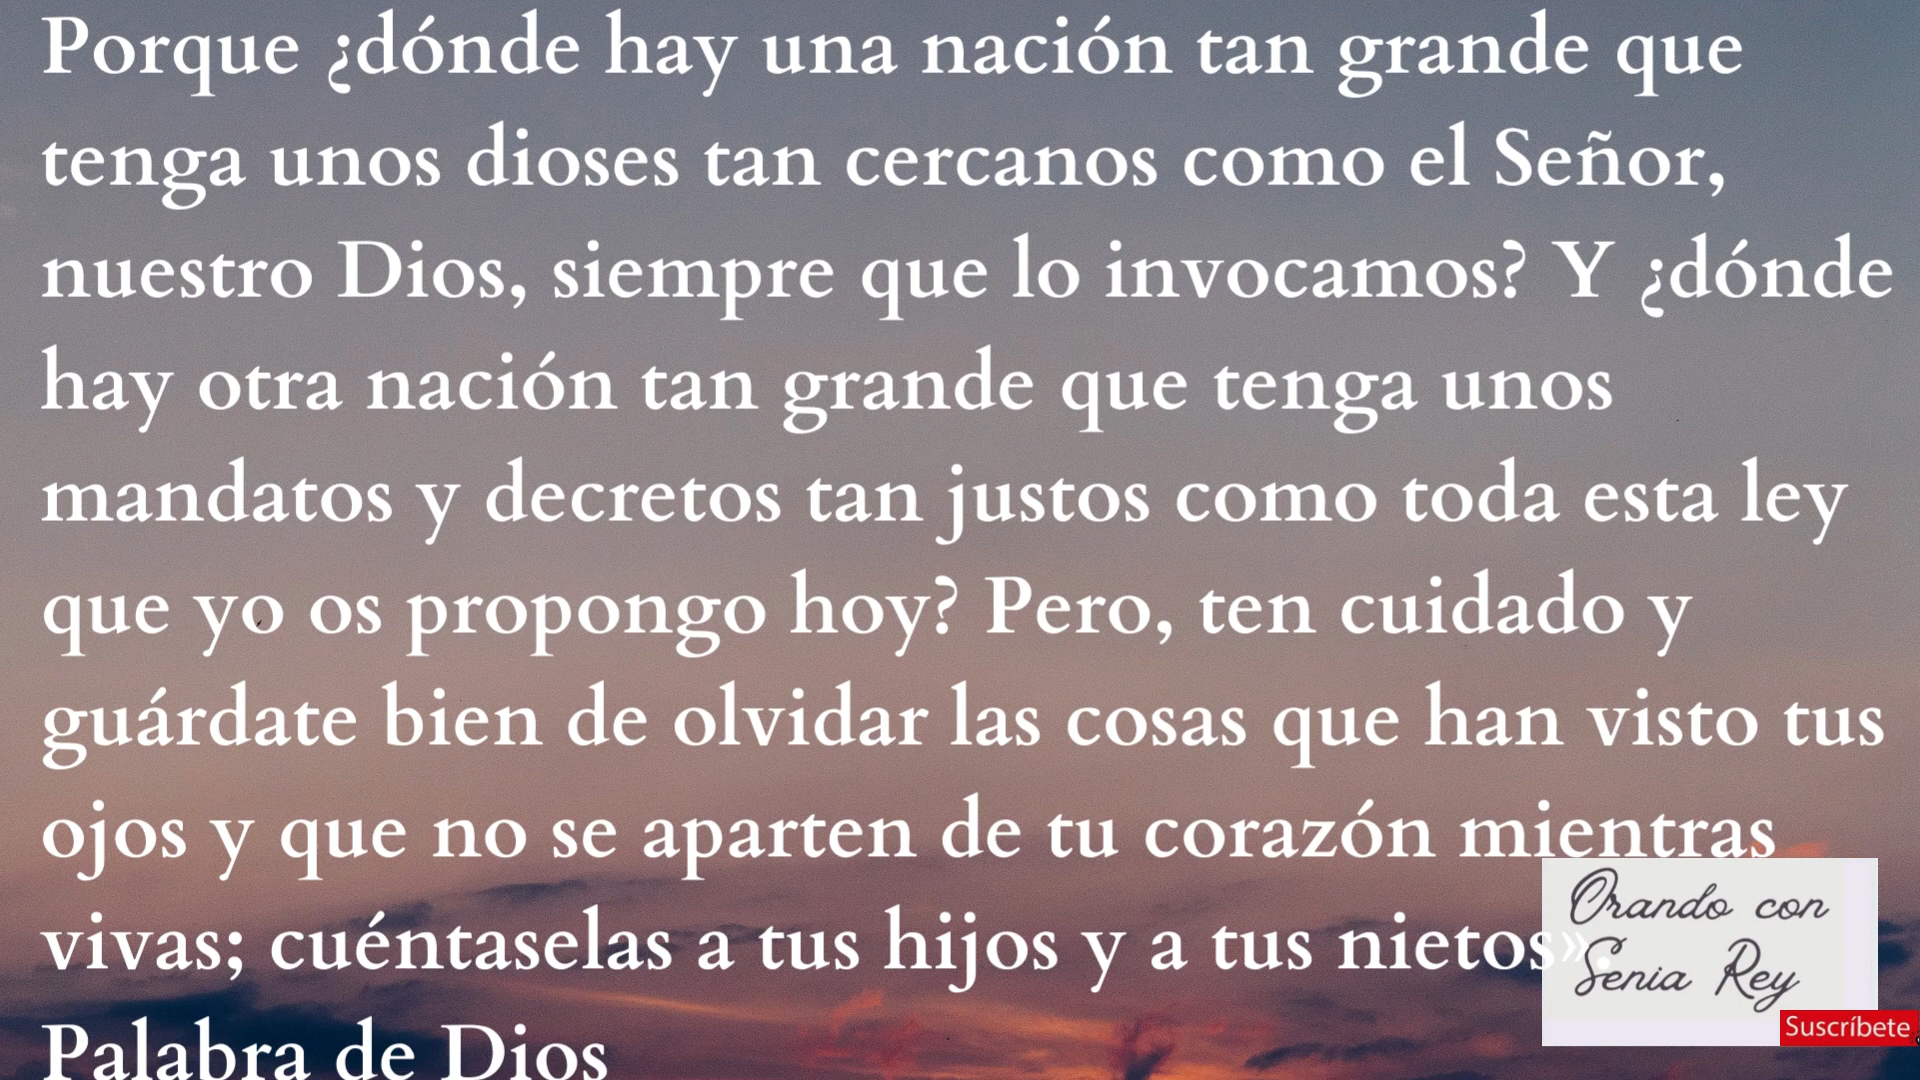 Porque ¿dónde hay una nación tan grande que
tenga unos dioses tan cercanos como el Señor,
nuestro Dios, siempre que lo invocamos? Y ¿dónde
hay otra nación tan grande que tenga unos
mandatos y decretos tan justos como toda esta ley
que yo os propongo hoy? Pero, ten cuidado y
guárdate bien de olvidar las cosas que han visto tus
ojos y que no se aparten de tu corazón mientras
vivas; cuéntaselas a tus hijos y a tus nietos».
Palabra de Dios
Orando con
Senia Rey
Suscríbete